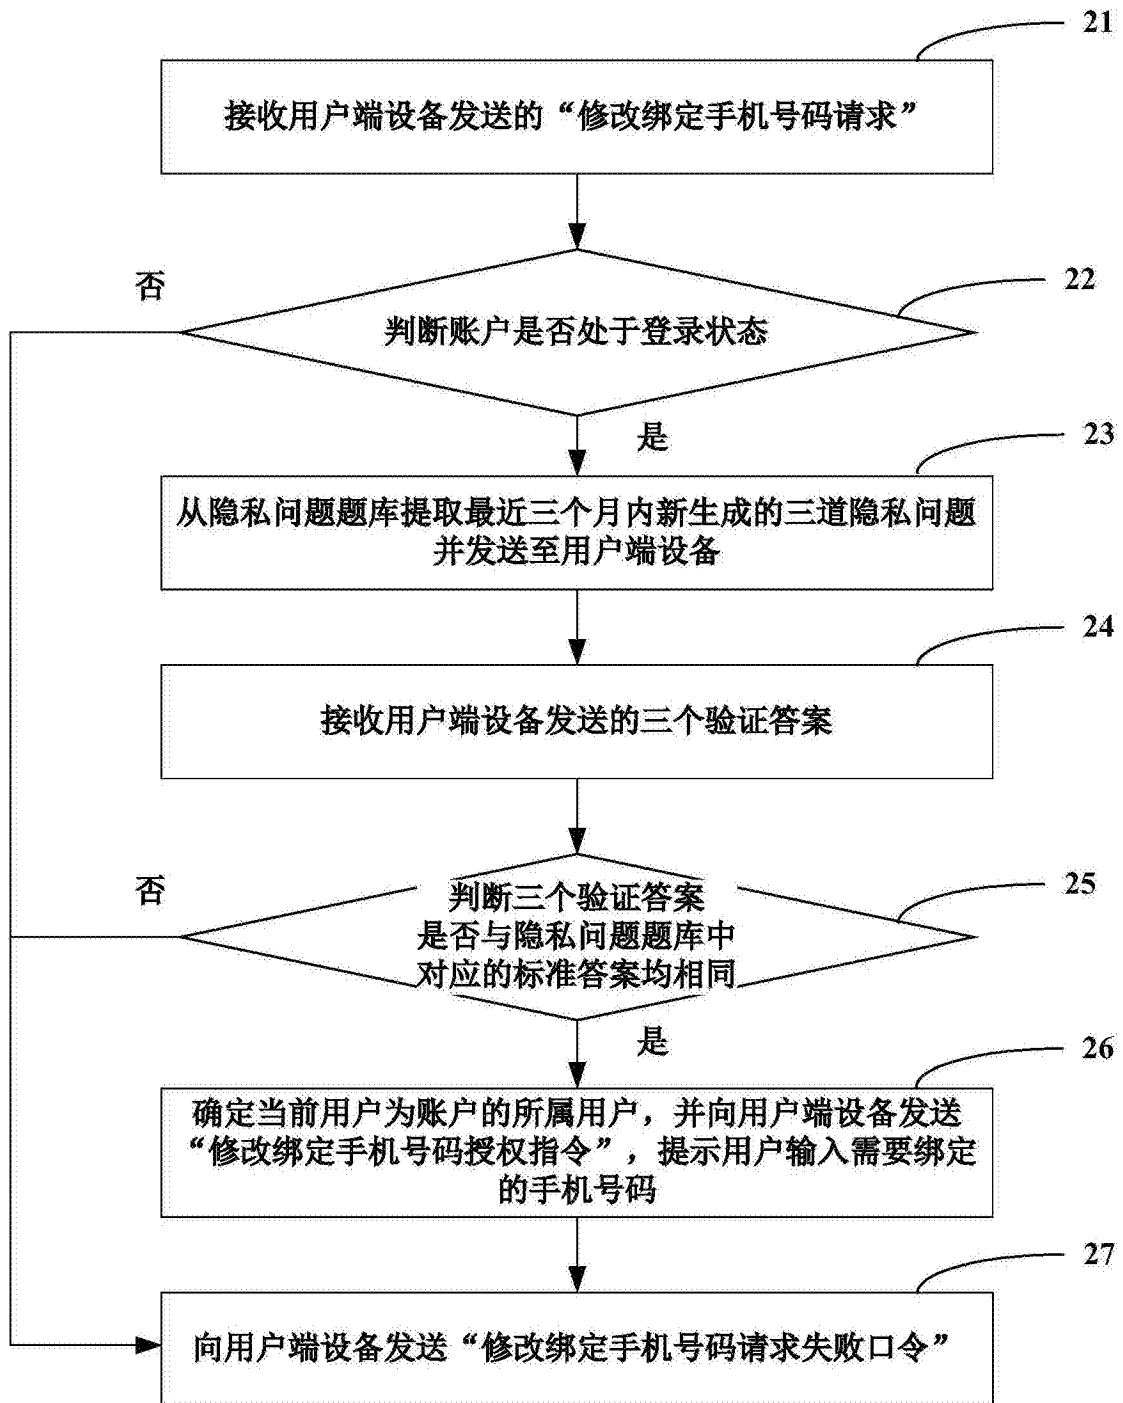 21
接收用户端设备发送的“修改绑定手机号码请求”
否
22
判断账户是否处于登录状态
是
23
从隐私问题题库提取最近三个月内新生成的三道隐私问题
并发送至用户端设备
24
接收用户端设备发送的三个验证答案
否
25
判断三个验证答案
是否与隐私问题题库中
对应的标准答案均相同
是
26
确定当前用户为账户的所属用户，并向用户端设备发送
“修改绑定手机号码授权指令”，提示用户输入需要绑定
的手机号码
27
向用户端设备发送“修改绑定手机号码请求失败口令”